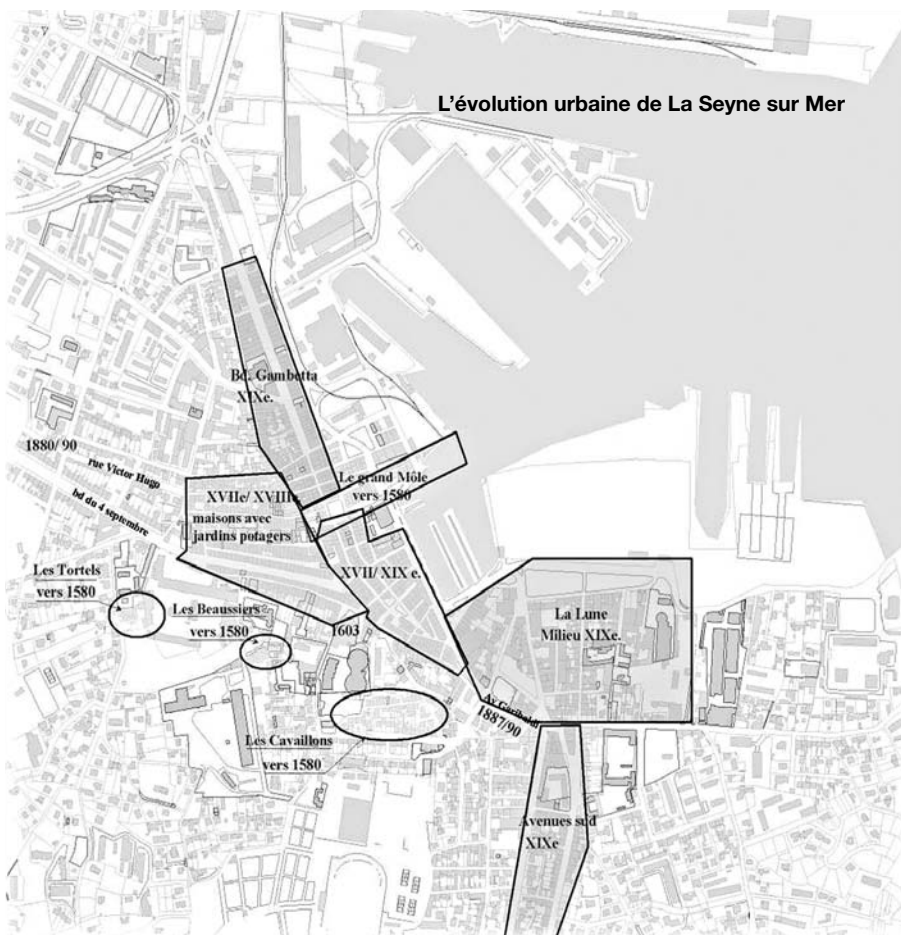 L'évolution urbaine de La Seyne sur Mer
Bd. Gambetta
XIXe.
1880/ 90
rue Victor Hugo
bd du 4 septembre
Le grand Môle
vers 1580
XVIIe/ XVIIIe
maisons avec
jardins potagers
XVII/ XIX e.
Les Tortels
vers 1580
Les Beaussiers
vers 1580
1603
La Lune
Milieu XIXe.
Av Garibaldi
1887/90
Les Cavaillons
vers 1580
Avenues sud
XIXe